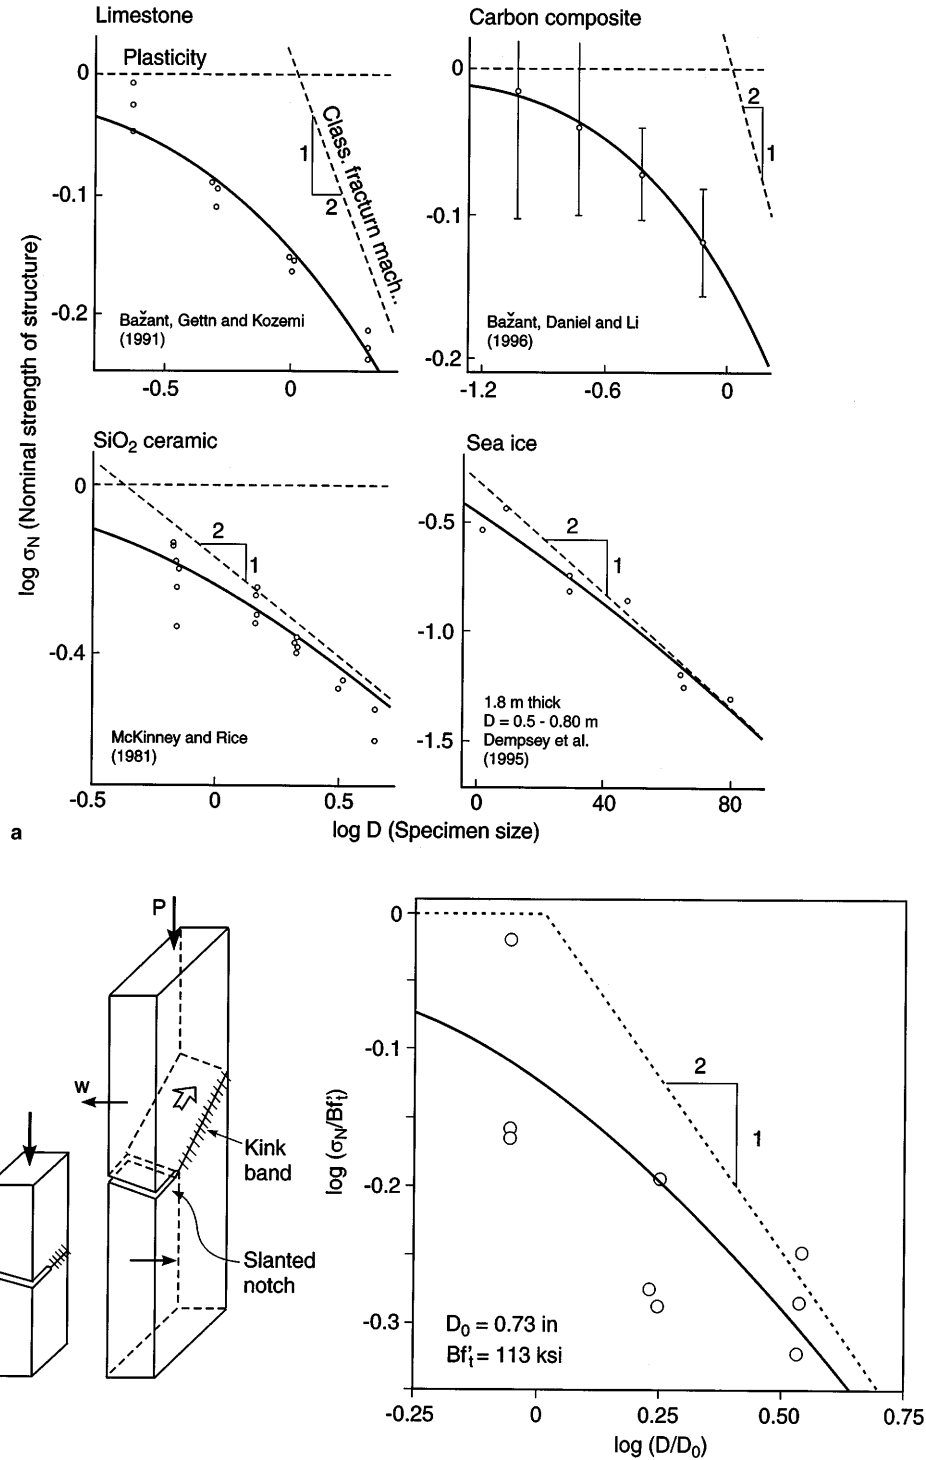 Limestone
Plasticity
0
-0.1
-0.2
1
2
Class. fracturn mach..
Bažant, Gettn and Kozemi
(1991)
-0.5
0
Carbon composite
0
-0.1
-0.2
2
1
Bažant, Daniel and Li
(1996)
-1.2
-0.6
0
log σN (Nominal strength of structure)
SiO2 ceramic
0
-0.4
2
1
McKinney and Rice
(1981)
-0.5
0
0.5
Sea ice
-0.5
-1.0
-1.5
2
1
1.8 m thick
D = 0.5 - 0.80 m
Dempsey et al.
(1995)
0
40
80
log D (Specimen size)
a
P
w
Kink
band
Slanted
notch
log (σN/Bf't)
0
-0.1
-0.2
-0.3
2
1
D0 = 0.73 in
Bf't = 113 ksi
-0.25
0
0.25
0.50
0.75
log (D/D0)